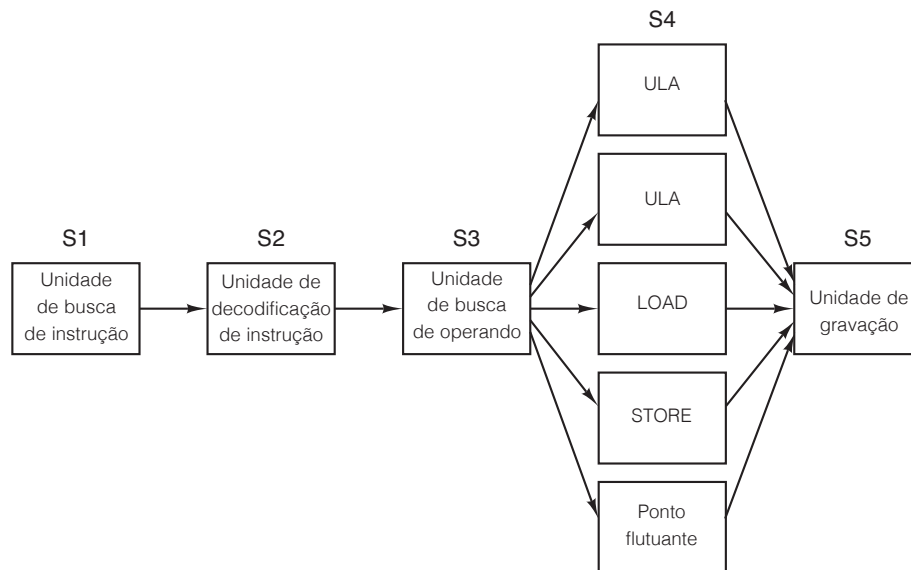 S4
ULA
ULA
S1
S2
S3
S5
Unidade
de busca
de instrução
Unidade de
decodificação
de instrução
Unidade
de busca
de operando
LOAD
Unidade de
gravação
STORE
Ponto
flutuante